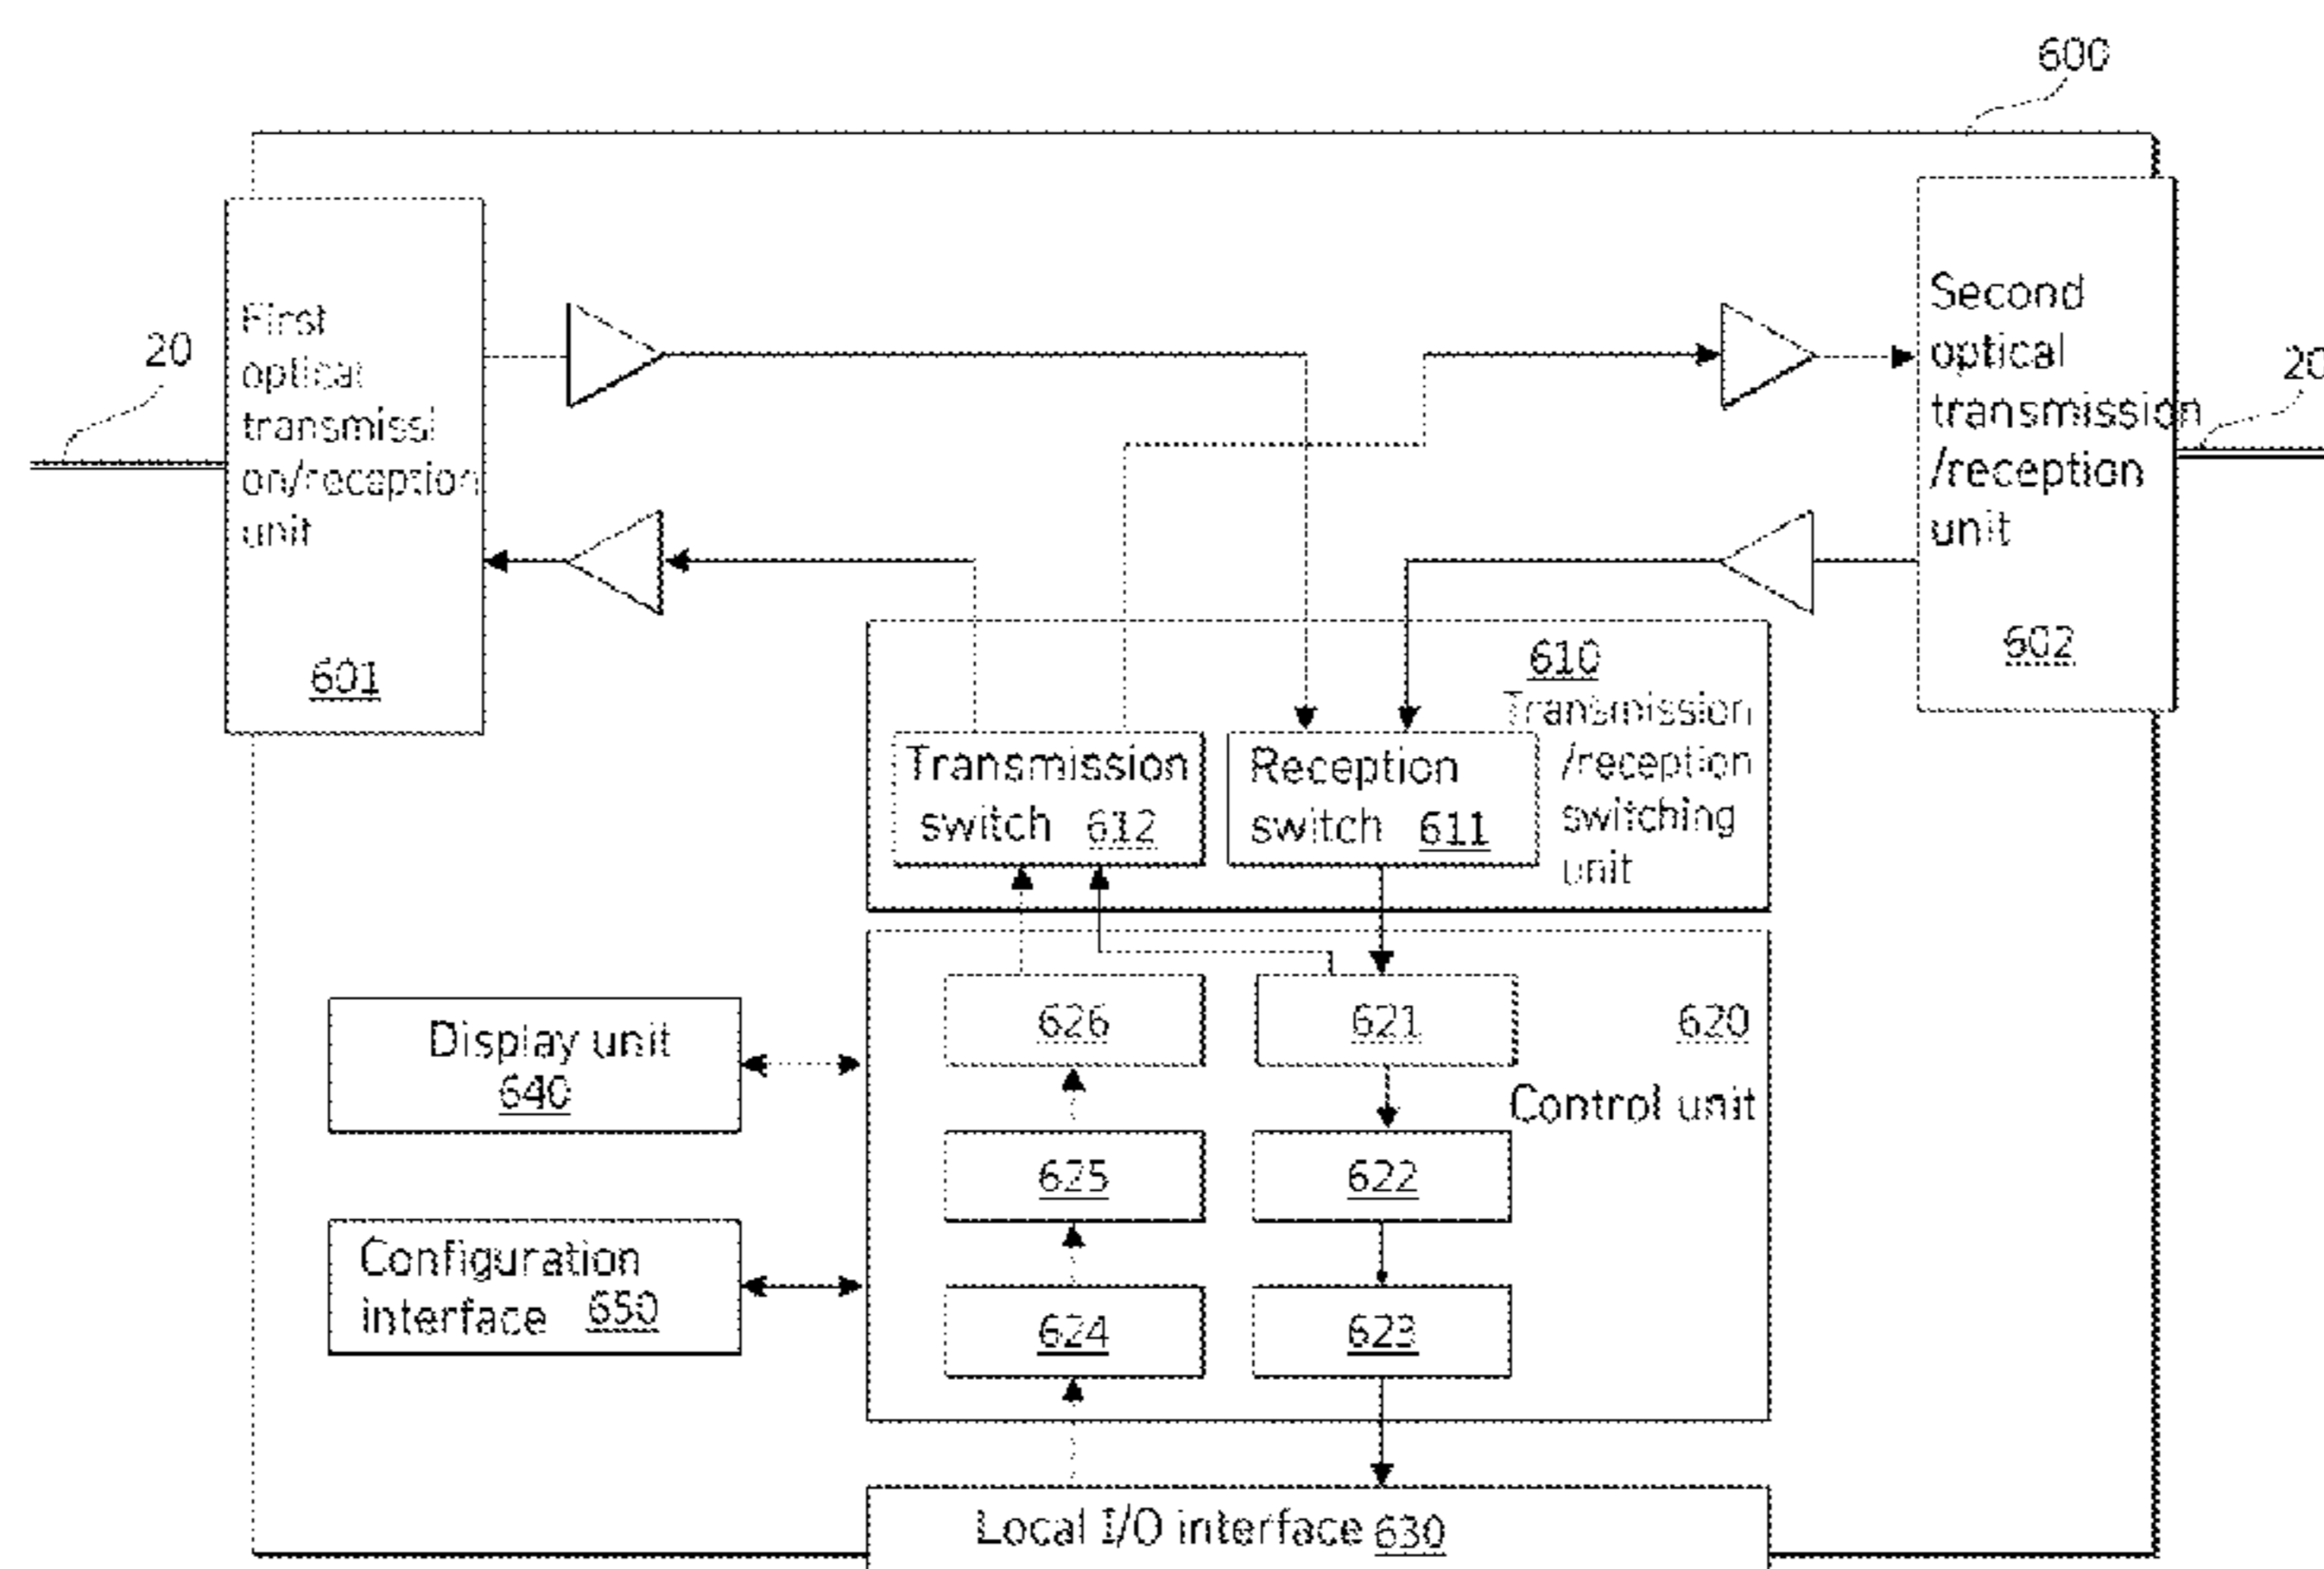 600
20
First
optical
transmissi
on/reception
unit
601
Second
optical
transmission
/reception
unit
602
20
610
Transmission
/reception
switching
unit
Transmission
switch 612
Reception
switch 611
626
621
620
Control unit
Display unit
640
625
622
Configuration
interface 650
624
623
Local I/O interface 630